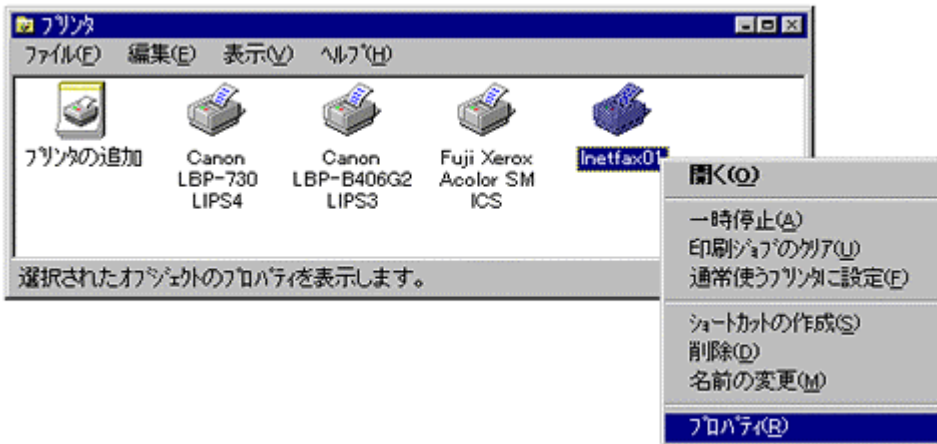 プリンタ
ファイル(F) 編集(E) 表示(V) ヘルプ(H)
プリンタの追加
Canon
LBP-730
LIPS4
Canon
LBP-B406G2
LIPS3
Fuji Xerox
Acolor SM
ICS
Inetfax01
選択されたオブジェクトのプロパティを表示します。
開く(O)
一時停止(A)
印刷ジョブのクリア(U)
通常使うプリンタに設定(F)
ショートカットの作成(S)
削除(D)
名前の変更(M)
プロパティ(R)